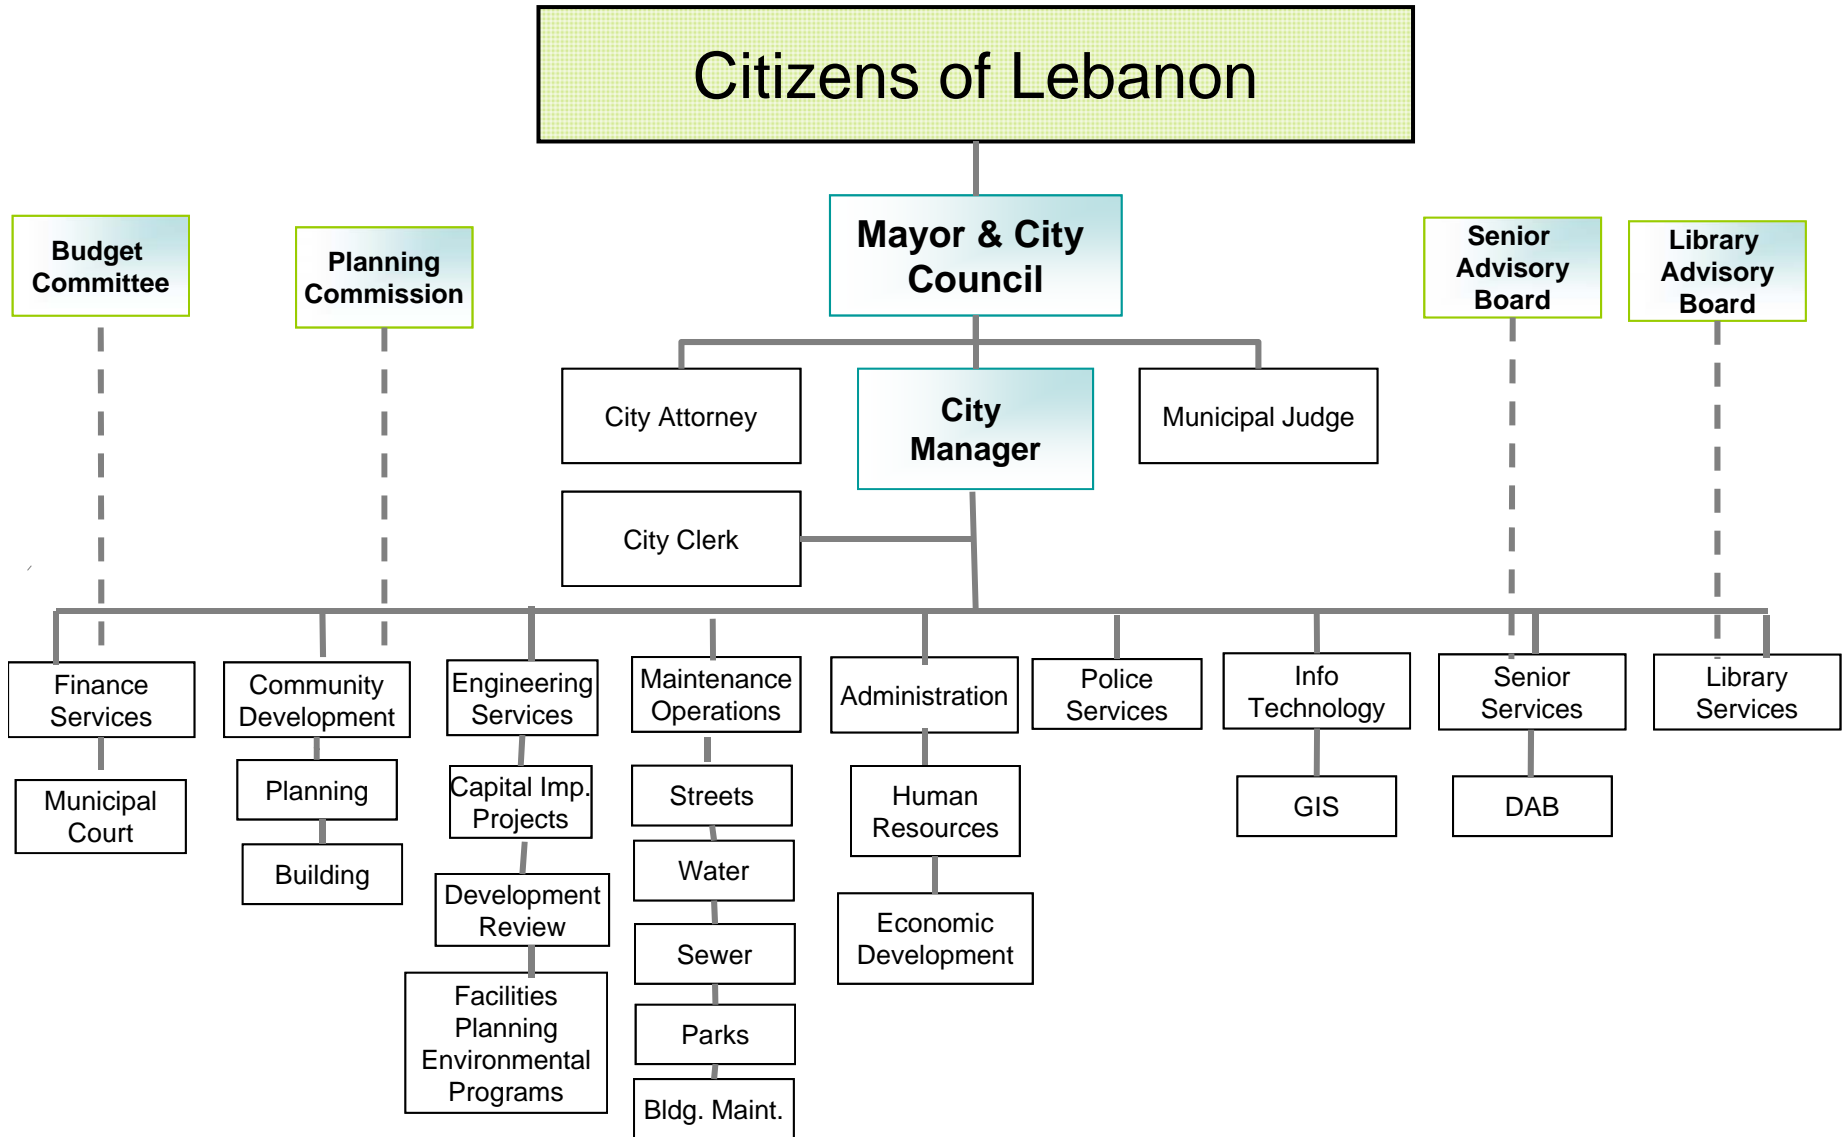 Citizens of Lebanon
Budget
Committee
Planning
Commission
Mayor & City
Council
Senior
Advisory
Board
Library
Advisory
Board
City Attorney
City
Manager
Municipal Judge
City Clerk
Finance
Services
Community
Development
Engineering
Services
Maintenance
Operations
Administration
Police
Services
Info
Technology
Senior
Services
Library
Services
Municipal
Court
Planning
Building
Capital Imp.
Projects
Development
Review
Facilities
Planning
Environmental
Programs
Streets
Water
Sewer
Parks
Bldg. Maint.
Human
Resources
Economic
Development
GIS
DAB